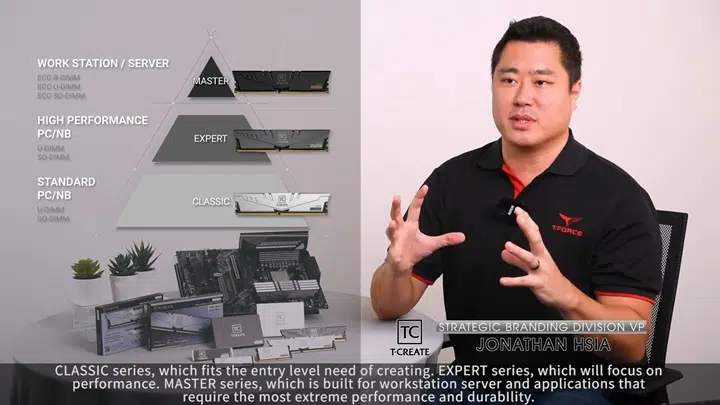 WORK STATION / SERVER
ECC R-DIMM
ECC U-DIMM
ECC SO-DIMM
MASTER
HIGH PERFORMANCE
PC/NB
U-DIMM
SO-DIMM
EXPERT
STANDARD
PC/NB
U-DIMM
SO-DIMM
CLASSIC
T-FORCE
TC
T-CREATE
TC
T-CREATE
STRATEGIC BRANDING DIVISION VP
JONATHAN HSIA
CLASSIC series, which fits the entry level need of creating. EXPERT series, which will focus on
performance. MASTER series, which is built for workstation server and applications that
require the most extreme performance and durabIlity.